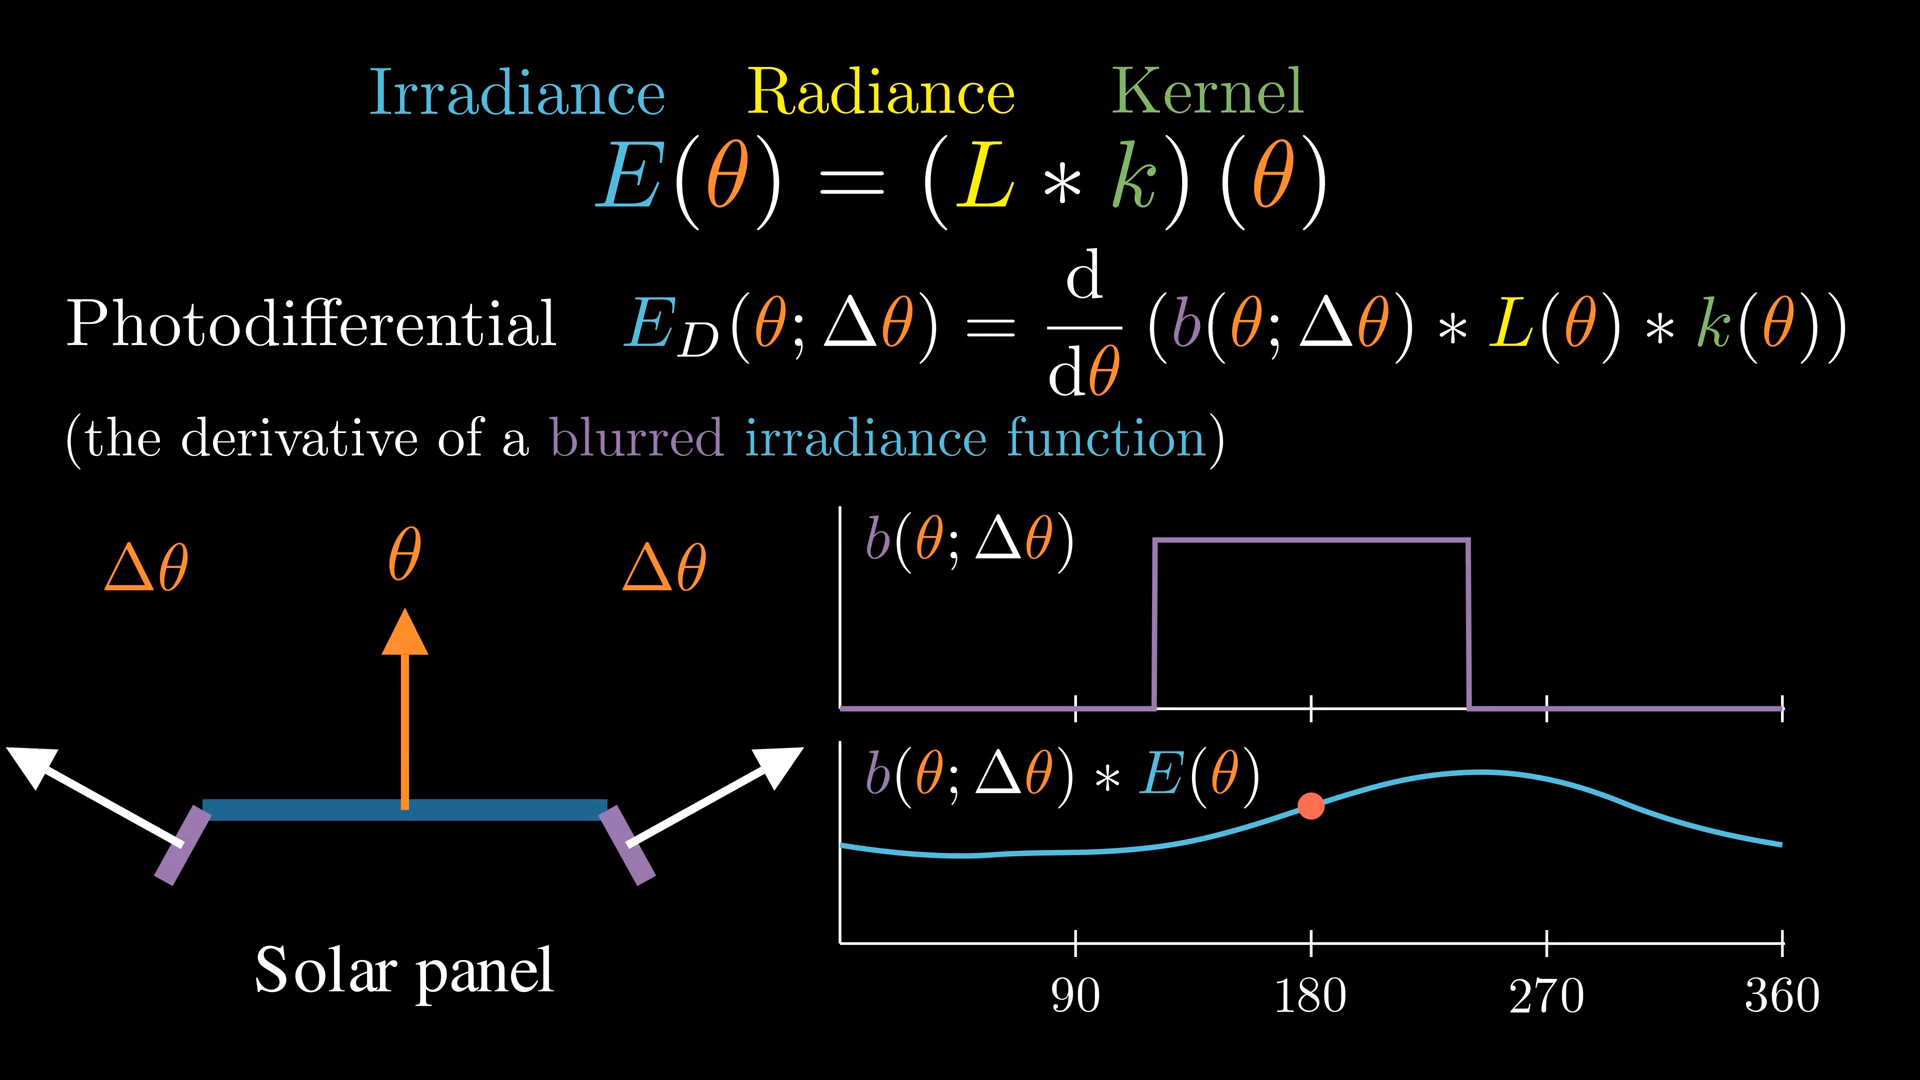 Irradiance Radiance Kernel
E(θ) = (L ∗ k) (θ)
Photodifferential E_D(θ; Δθ) = d/dθ (b(θ; Δθ) ∗ L(θ) ∗ k(θ))
(the derivative of a blurred irradiance function)
Δθ θ Δθ
b(θ; Δθ)
b(θ; Δθ) ∗ E(θ)
Solar panel
90 180 270 360